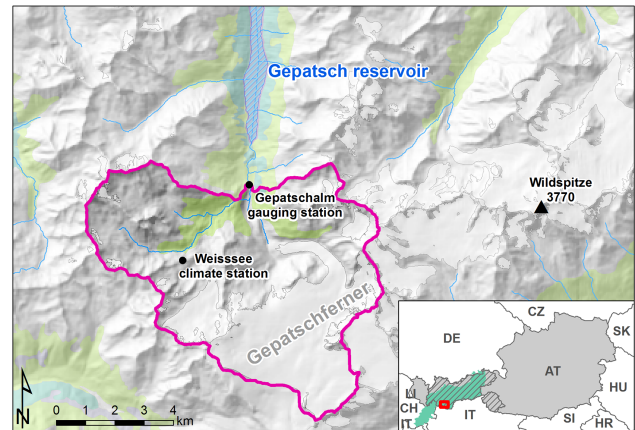 Gepatsch reservoir
Gepatschalm
gauging station
Wildspitze
3770
Weisssee
climate station
Gepatschferner
N
0 1 2 3 4
km
CZ
SK
DE
AT
HU
LI
CH
IT
IT
SI
HR